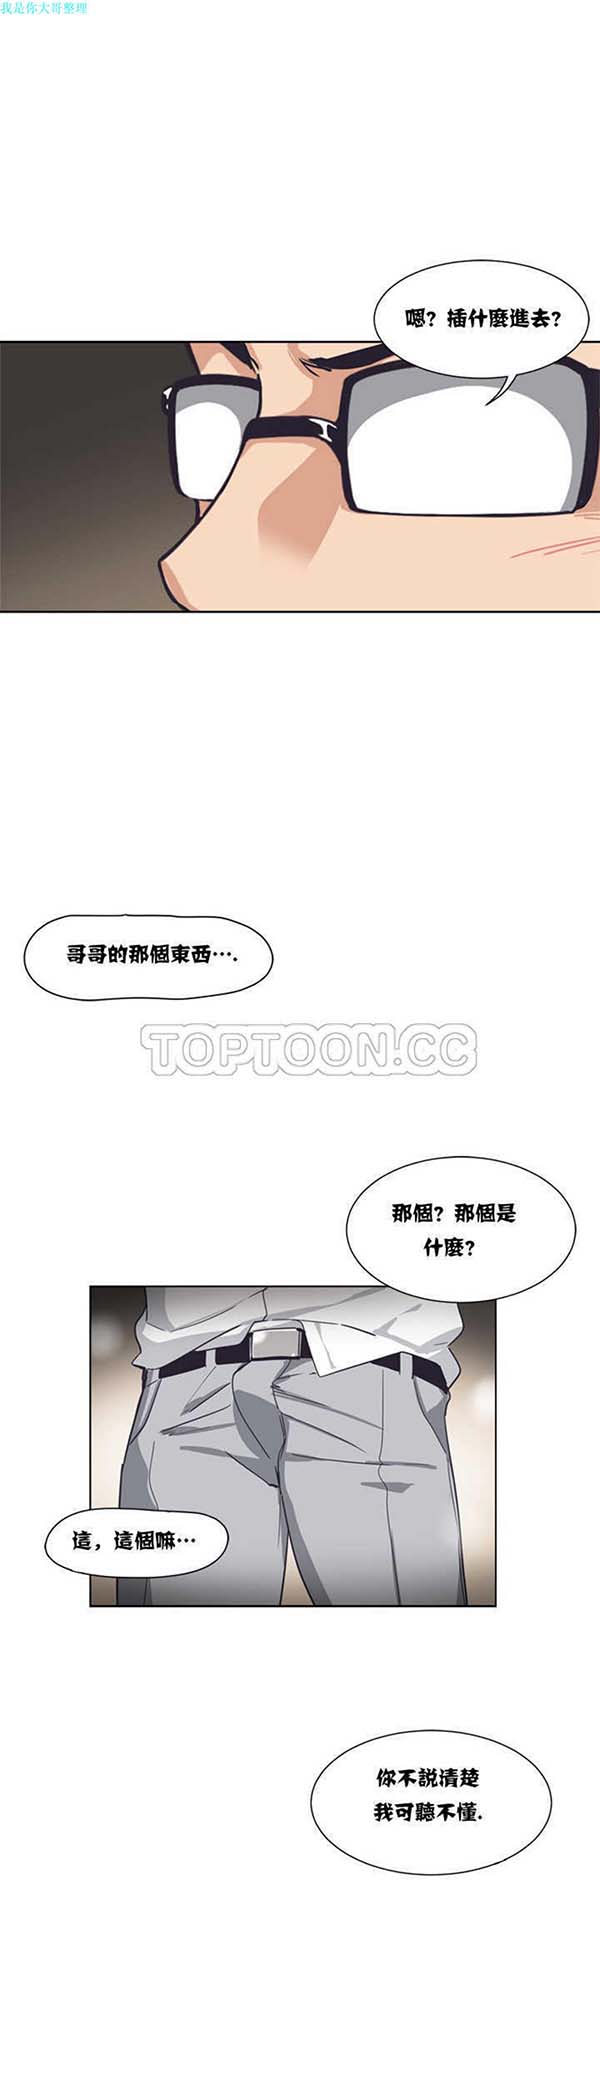 我是你大哥整理
嗯? 插什麼進去?
哥哥的那個東西….
TOPTOON.CC
那個? 那個是
什麼?
這, 這個嘛…
你不說清楚
我可聽不懂.